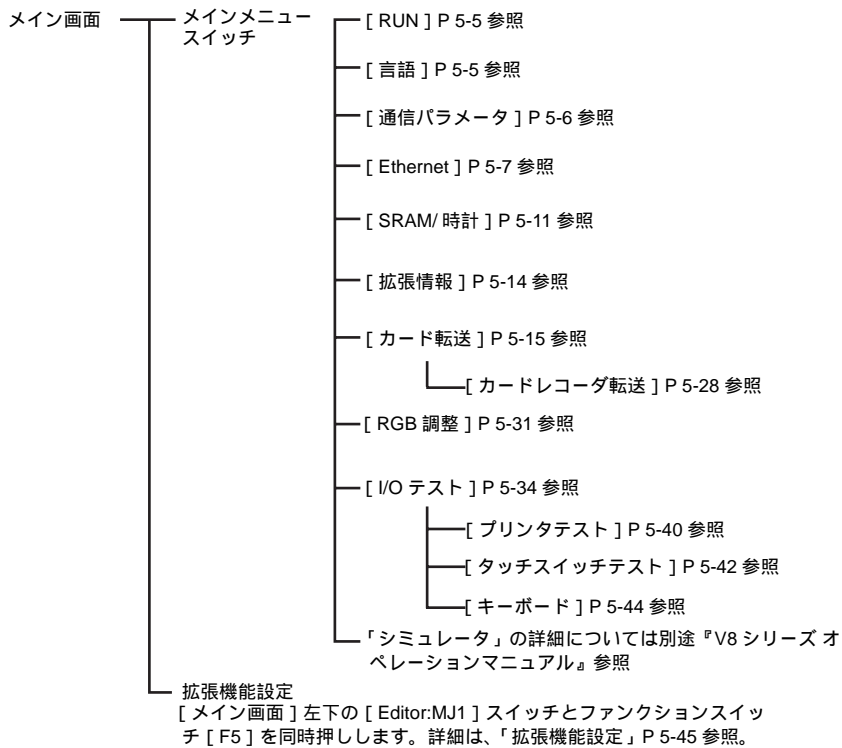 メイン画面
メインメニュー
スイッチ
[ RUN ] P 5-5 参照
[ 言語 ] P 5-5 参照
[ 通信パラメータ ] P 5-6 参照
[ Ethernet ] P 5-7 参照
[ SRAM/ 時計 ] P 5-11 参照
[ 拡張情報 ] P 5-14 参照
[ カード転送 ] P 5-15 参照
[ カードレコーダ転送 ] P 5-28 参照
[ RGB 調整 ] P 5-31 参照
[ I/O テスト ] P 5-34 参照
[ プリンタテスト ] P 5-40 参照
[ タッチスイッチテスト ] P 5-42 参照
[ キーボード ] P 5-44 参照
「シミュレータ」の詳細については別途『V8 シリーズ オ
ペレーションマニュアル』参照
拡張機能設定
[ メイン画面 ] 左下の [ Editor:MJ1 ] スイッチとファンクションスイッ
チ [ F5 ] を同時押しします。詳細は、「拡張機能設定」P 5-45 参照。